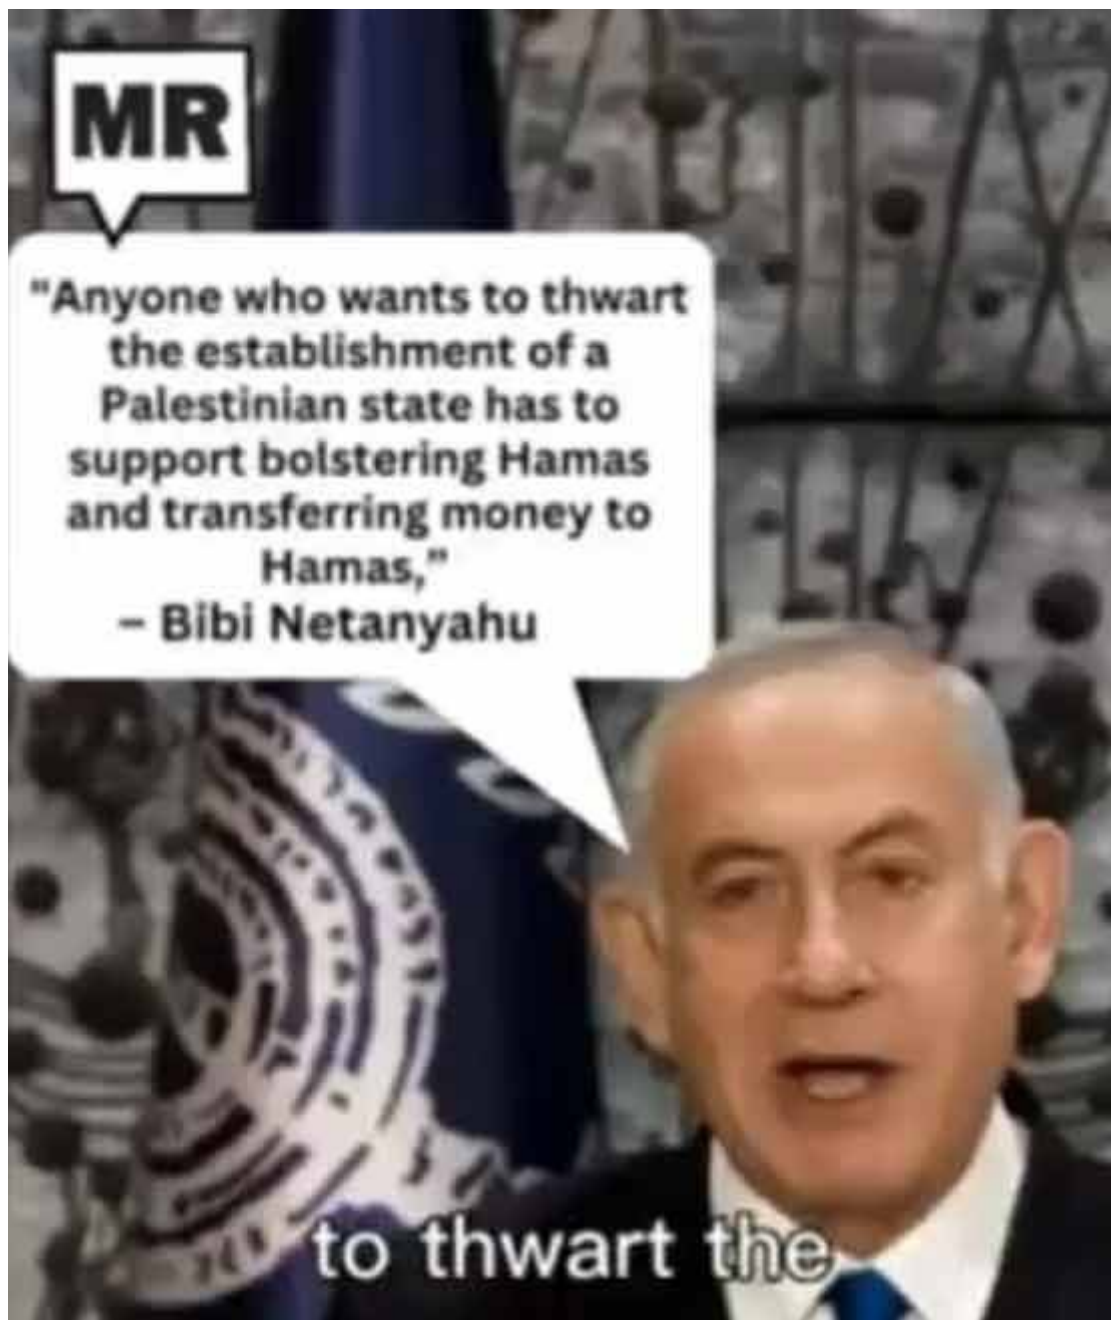 MR
"Anyone who wants to thwart
the establishment of a
Palestinian state has to
support bolstering Hamas
and transferring money to
Hamas,"
– Bibi Netanyahu
to thwart the